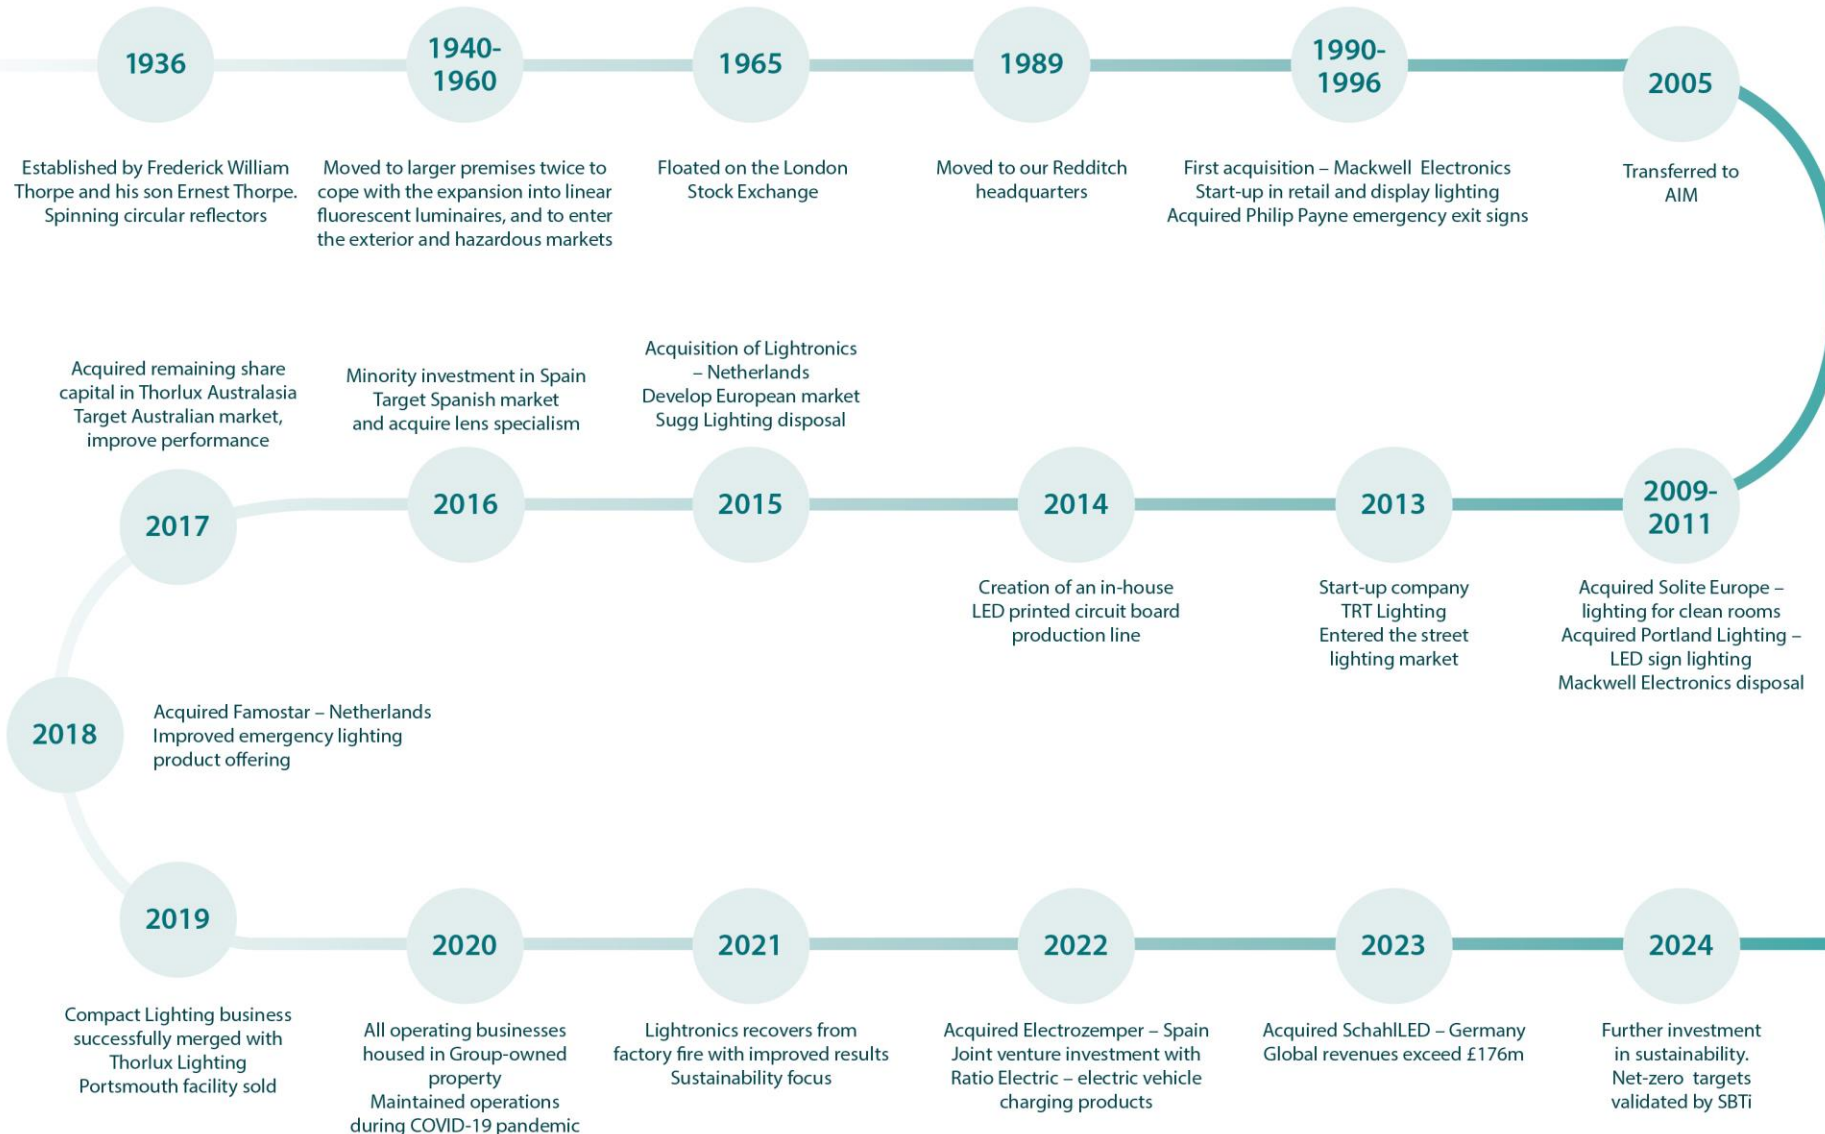 1936
Established by Frederick William
Thorpe and his son Ernest Thorpe.
Spinning circular reflectors
1940-
1960
Moved to larger premises twice to
cope with the expansion into linear
fluorescent luminaires, and to enter
the exterior and hazardous markets
1965
Floated on the London
Stock Exchange
1989
Moved to our Redditch
headquarters
1990-
1996
First acquisition – Mackwell Electronics
Start-up in retail and display lighting
Acquired Philip Payne emergency exit signs
2005
Transferred to
AIM
2009-
2011
Acquired Solite Europe –
lighting for clean rooms
Acquired Portland Lighting –
LED sign lighting
Mackwell Electronics disposal
2013
Start-up company
TRT Lighting
Entered the street
lighting market
2014
Creation of an in-house
LED printed circuit board
production line
Acquisition of Lightronics
– Netherlands
Develop European market
Sugg Lighting disposal
2015
Minority investment in Spain
Target Spanish market
and acquire lens specialism
2016
Acquired remaining share
capital in Thorlux Australasia
Target Australian market,
improve performance
2017
2018
Acquired Famostar – Netherlands
Improved emergency lighting
product offering
2019
Compact Lighting business
successfully merged with
Thorlux Lighting
Portsmouth facility sold
2020
All operating businesses
housed in Group-owned
property
Maintained operations
during COVID-19 pandemic
2021
Lightronics recovers from
factory fire with improved results
Sustainability focus
2022
Acquired Electrozemper – Spain
Joint venture investment with
Ratio Electric – electric vehicle
charging products
2023
Acquired SchahlLED – Germany
Global revenues exceed £176m
2024
Further investment
in sustainability.
Net-zero targets
validated by SBTi